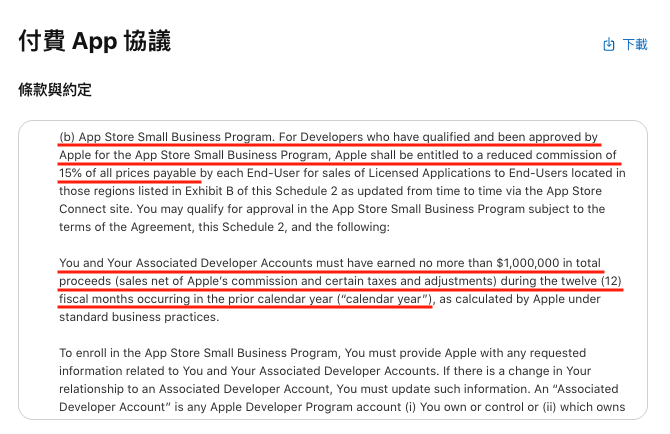 付費 App 協議
下載
條款與約定
(b) App Store Small Business Program. For Developers who have qualified and been approved by
Apple for the App Store Small Business Program, Apple shall be entitled to a reduced commission of
15% of all prices payable by each End-User for sales of Licensed Applications to End-Users located in
those regions listed in Exhibit B of this Schedule 2 as updated from time to time via the App Store
Connect site. You may qualify for approval in the App Store Small Business Program subject to the
terms of the Agreement, this Schedule 2, and the following:
You and Your Associated Developer Accounts must have earned no more than $1,000,000 in total
proceeds (sales net of Apple's commission and certain taxes and adjustments) during the twelve (12)
fiscal months occurring in the prior calendar year (“calendar year”), as calculated by Apple under
standard business practices.
To enroll in the App Store Small Business Program, You must provide Apple with any requested
information related to You and Your Associated Developer Accounts. If there is a change in Your
relationship to an Associated Developer Account, You must update such information. An “Associated
Developer Account” is any Apple Developer Program account (i) You own or control or (ii) which owns